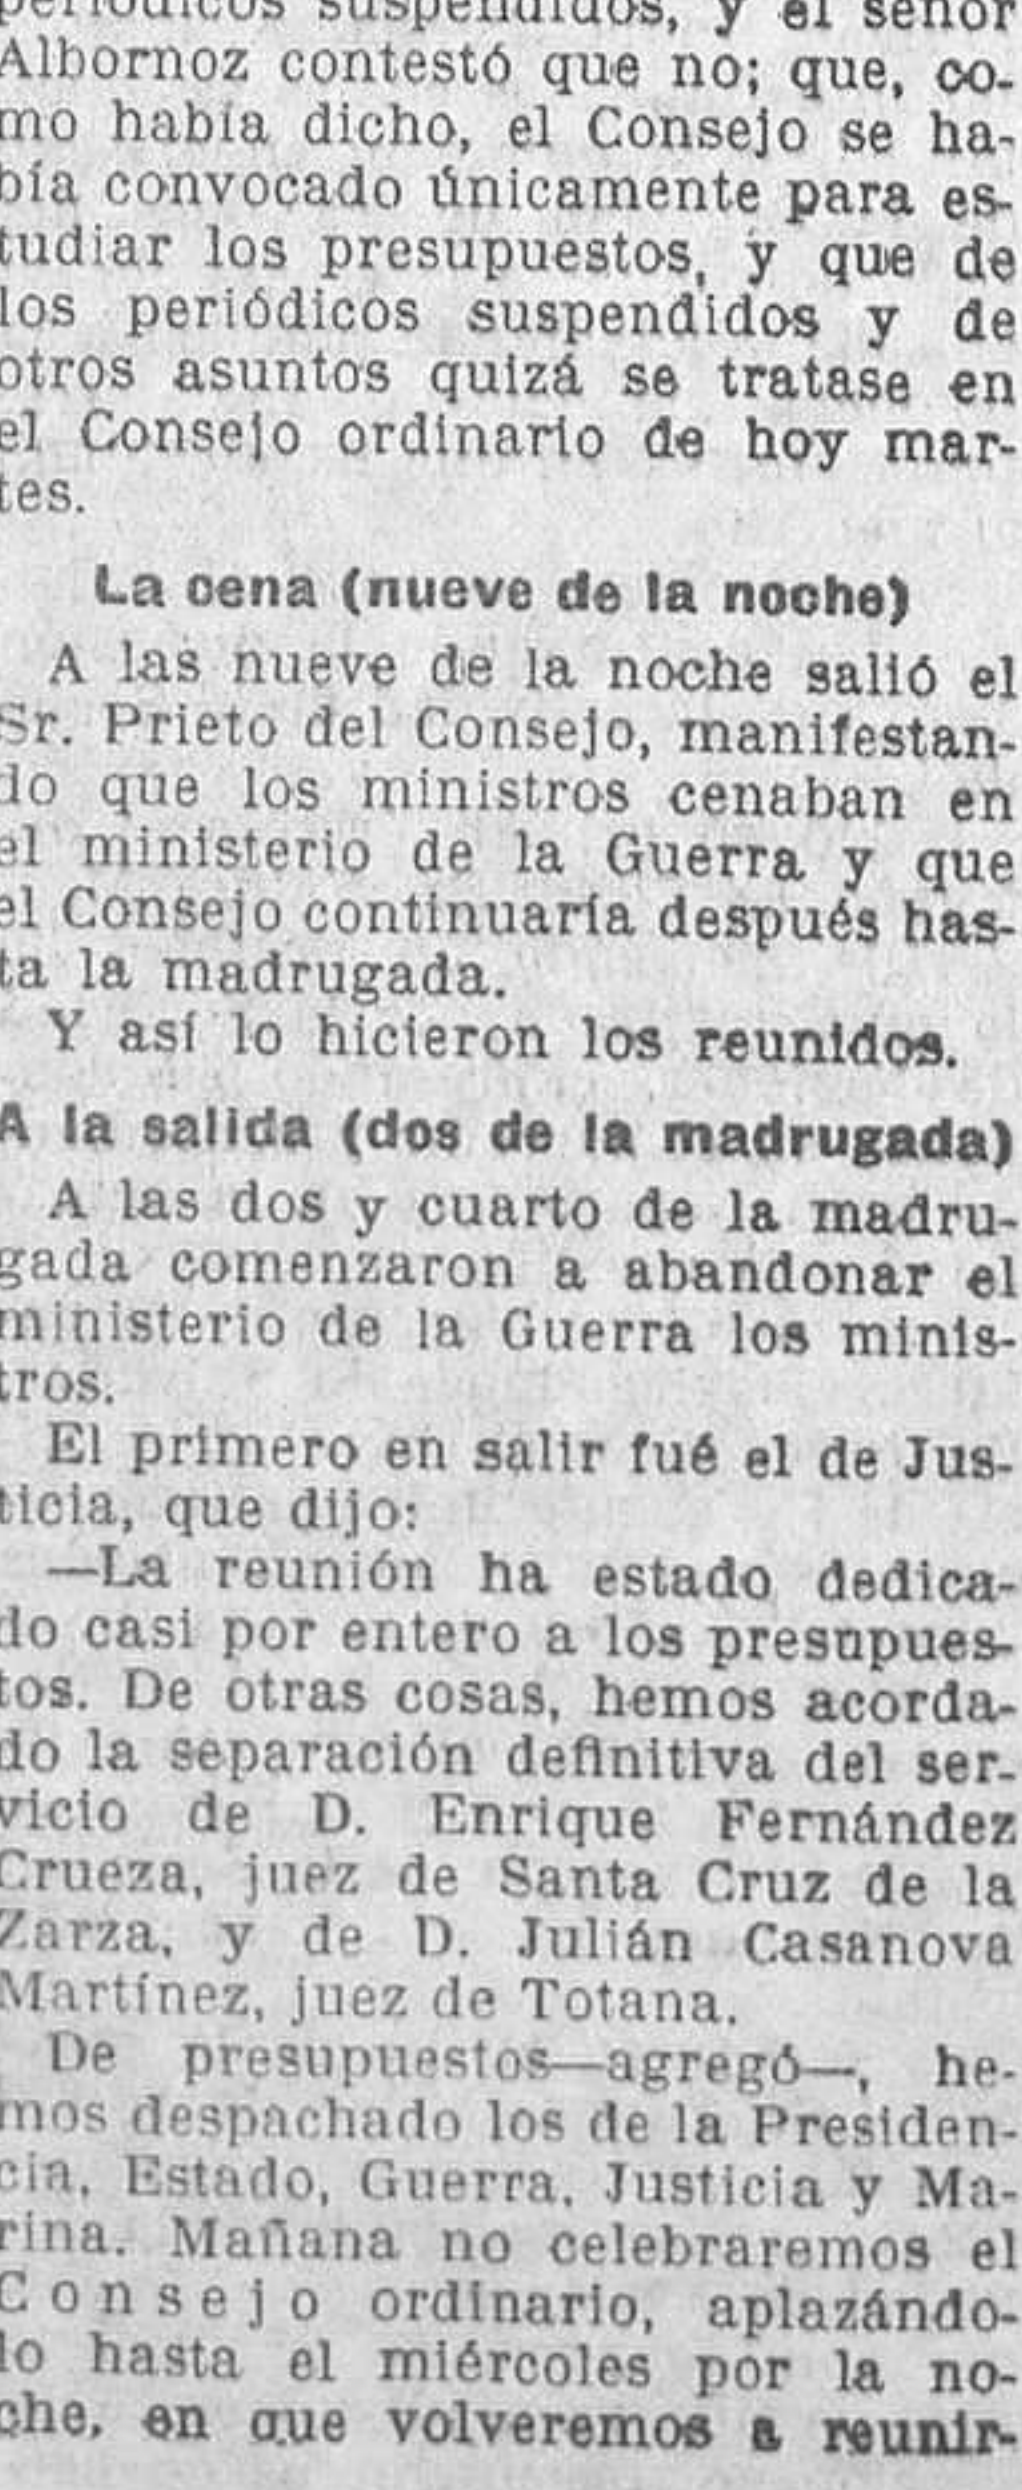 periódicos suspendidos, y el señor
Albornoz contestó que no; que, co-
mo había dicho, el Consejo se ha-
bía convocado únicamente para es-
tudiar los presupuestos, y que de
los periódicos suspendidos y de
otros asuntos quizá se tratase en
el Consejo ordinario de hoy mar-
tes.
La cena (nueve de la noche)
A las nueve de la noche salió el
Sr. Prieto del Consejo, manifestan-
do que los ministros cenaban en
el ministerio de la Guerra y que
el Consejo continuaría después has-
ta la madrugada.
Y así lo hicieron los reunidos.
A la salida (dos de la madrugada)
A las dos y cuarto de la madru-
gada comenzaron a abandonar el
ministerio de la Guerra los minis-
tros.
El primero en salir fué el de Jus-
ticia, que dijo:
—La reunión ha estado dedica-
do casi por entero a los presupues-
tos. De otras cosas, hemos acorda-
do la separación definitiva del ser-
vicio de D. Enrique Fernández
Crueza, juez de Santa Cruz de la
Zarza, y de D. Julián Casanova
Martínez, juez de Totana.
De presupuestos—agregó—, he-
mos despachado los de la Presiden-
cia, Estado, Guerra, Justicia y Ma-
rina. Mañana no celebraremos el
Consejo ordinario, aplazándo-
lo hasta el miércoles por la no-
che, en que volveremos a reunir-